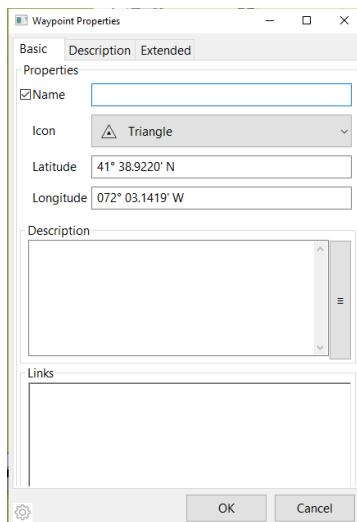 Waypoint Properties
Basic Description Extended
Properties
Name
Icon Triangle
Latitude 41° 38.9220' N
Longitude 072° 03.1419' W
Description
Links
OK Cancel